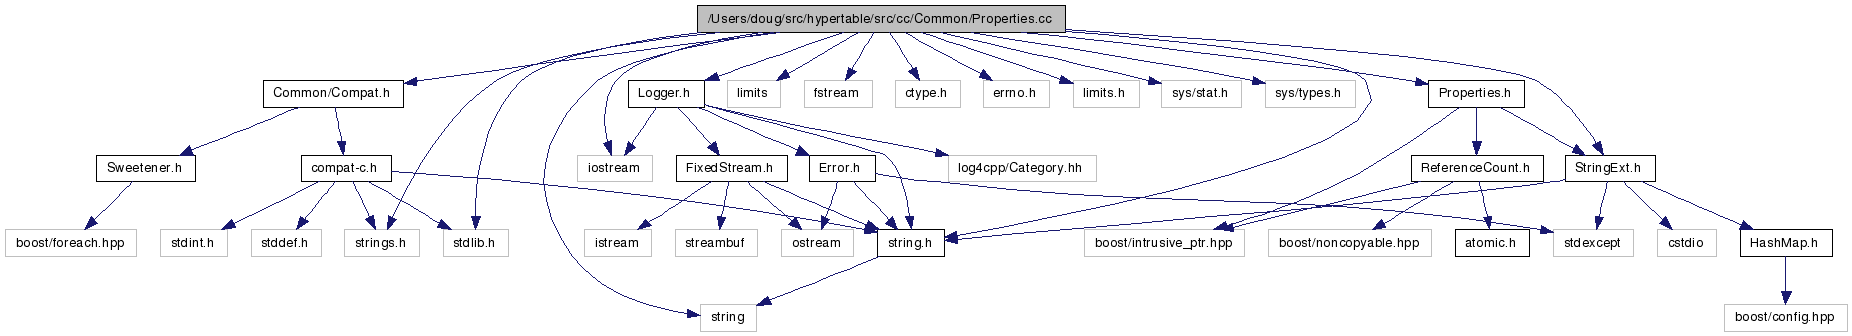 /Users/doug/src/hypertable/src/cc/Common/Properties.cc
Common/Compat.h
Logger.h
limits
fstream
ctype.h
errno.h
limits.h
sys/stat.h
sys/types.h
Properties.h
Sweetener.h
compat-c.h
iostream
FixedStream.h
Error.h
log4cpp/Category.hh
ReferenceCount.h
StringExt.h
boost/foreach.hpp
stdint.h
stddef.h
strings.h
stdlib.h
istream
streambuf
ostream
string.h
boost/intrusive_ptr.hpp
boost/noncopyable.hpp
atomic.h
stdexcept
cstdio
HashMap.h
string
boost/config.hpp